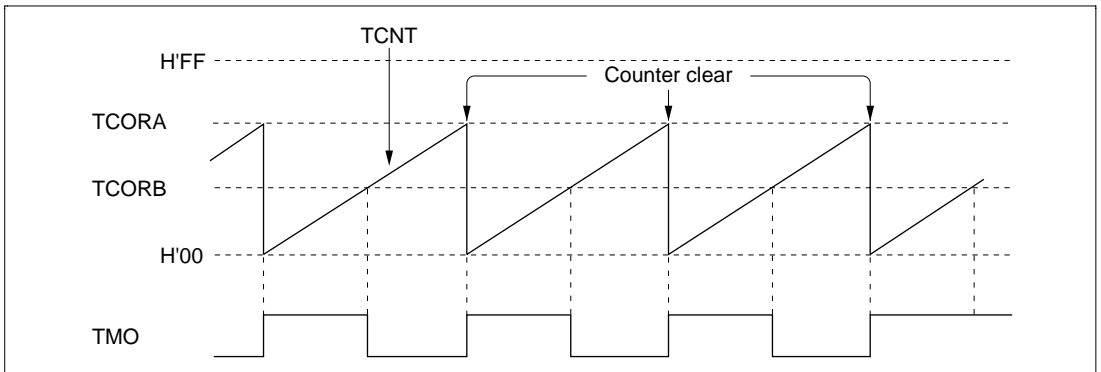 TCNT
H'FF
Counter clear
TCORA
TCORB
H'00
TMO